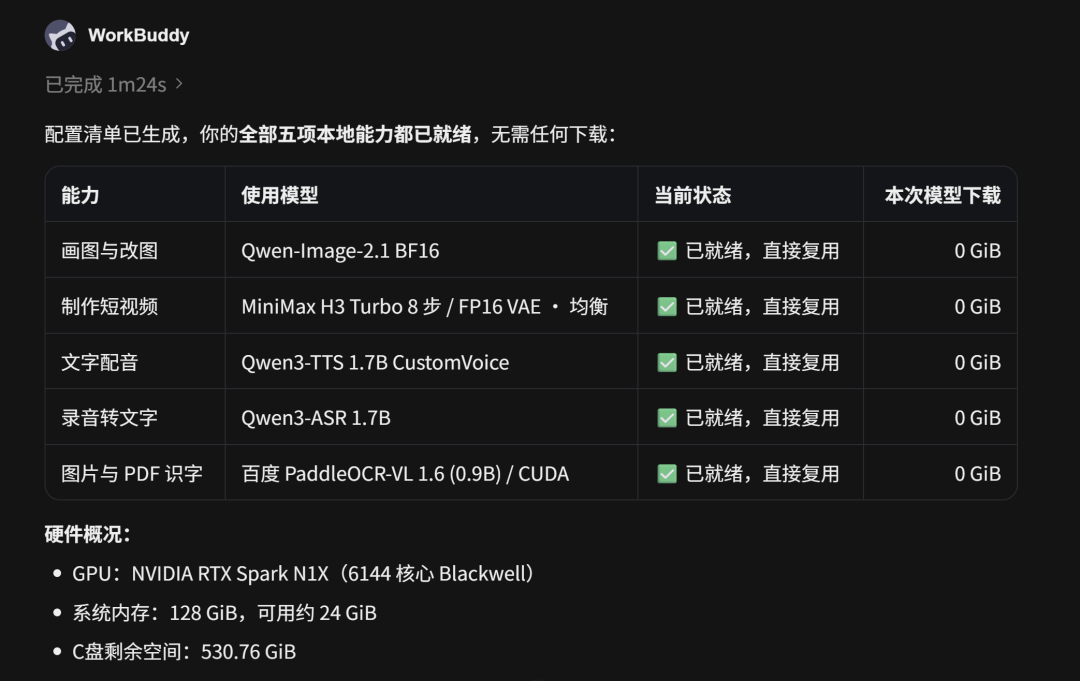 WorkBuddy
已完成 1m24s >
配置清单已生成，你的全部五项本地能力都已就绪，无需任何下载：
能力 使用模型 当前状态 本次模型下载
画图与改图 Qwen-Image-2.1 BF16 ✅ 已就绪，直接复用 0 GiB
制作短视频 MiniMax H3 Turbo 8 步 / FP16 VAE · 均衡 ✅ 已就绪，直接复用 0 GiB
文字配音 Qwen3-TTS 1.7B CustomVoice ✅ 已就绪，直接复用 0 GiB
录音转文字 Qwen3-ASR 1.7B ✅ 已就绪，直接复用 0 GiB
图片与 PDF 识字 百度 PaddleOCR-VL 1.6 (0.9B) / CUDA ✅ 已就绪，直接复用 0 GiB
硬件概况：
• GPU：NVIDIA RTX Spark N1X（6144 核心 Blackwell）
• 系统内存：128 GiB，可用约 24 GiB
• C盘剩余空间：530.76 GiB